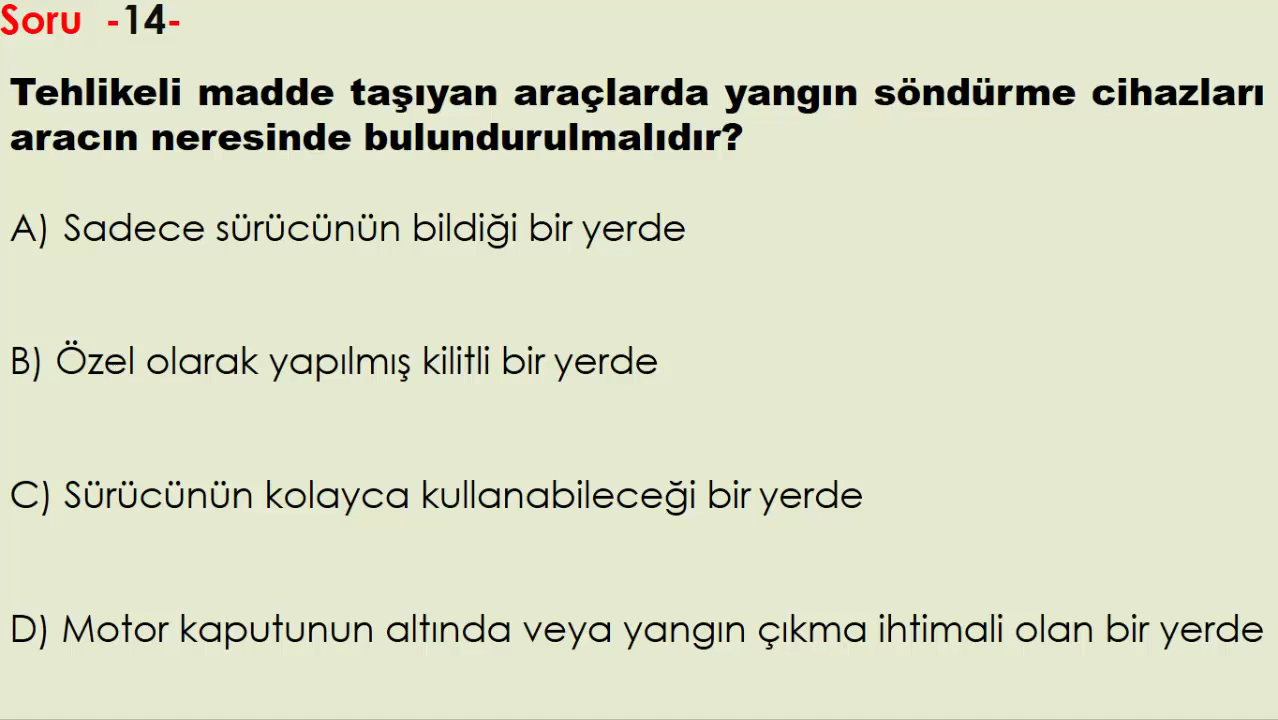 Soru -14-
Tehlikeli madde taşıyan araçlarda yangın söndürme cihazları
aracın neresinde bulundurulmalıdır?
A) Sadece sürücünün bildiği bir yerde
B) Özel olarak yapılmış kilitli bir yerde
C) Sürücünün kolayca kullanabileceği bir yerde
D) Motor kaputunun altında veya yangın çıkma ihtimali olan bir yerde